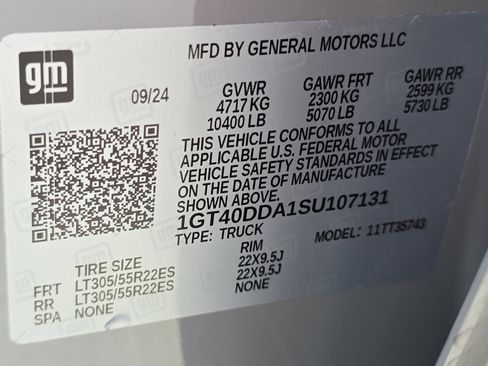 gm
MFD BY GENERAL MOTORS LLC
09/24
GVWR GAWR FRT GAWR RR
4717 KG 2300 KG 2599 KG
10400 LB 5070 LB 5730 LB
THIS VEHICLE CONFORMS TO ALL
APPLICABLE U.S. FEDERAL MOTOR
VEHICLE SAFETY STANDARDS IN EFFECT
ON THE DATE OF MANUFACTURE
SHOWN ABOVE.
1GT40DDA1SU107131
TYPE: TRUCK MODEL: 11TT35743
TIRE SIZE RIM
FRT LT305/55R22ES 22X9.5J
RR LT305/55R22ES 22X9.5J
SPA NONE NONE